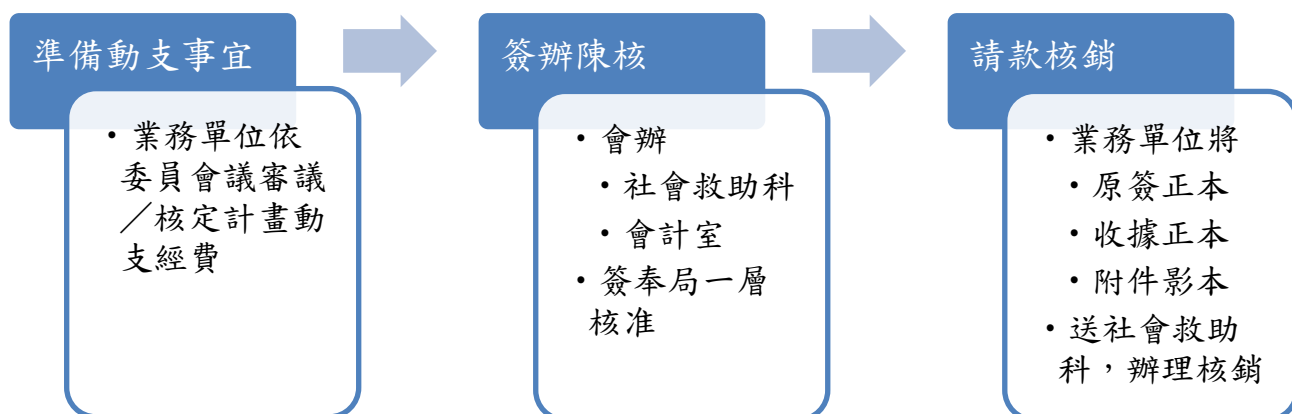 準備動支事宜
• 業務單位依
委員會議審議
／核定計畫動
支經費
簽辦陳核
• 會辦
• 社會救助科
• 會計室
• 簽奉局一層
核准
請款核銷
• 業務單位將
• 原簽正本
• 收據正本
• 附件影本
• 送社會救助
科，辦理核銷